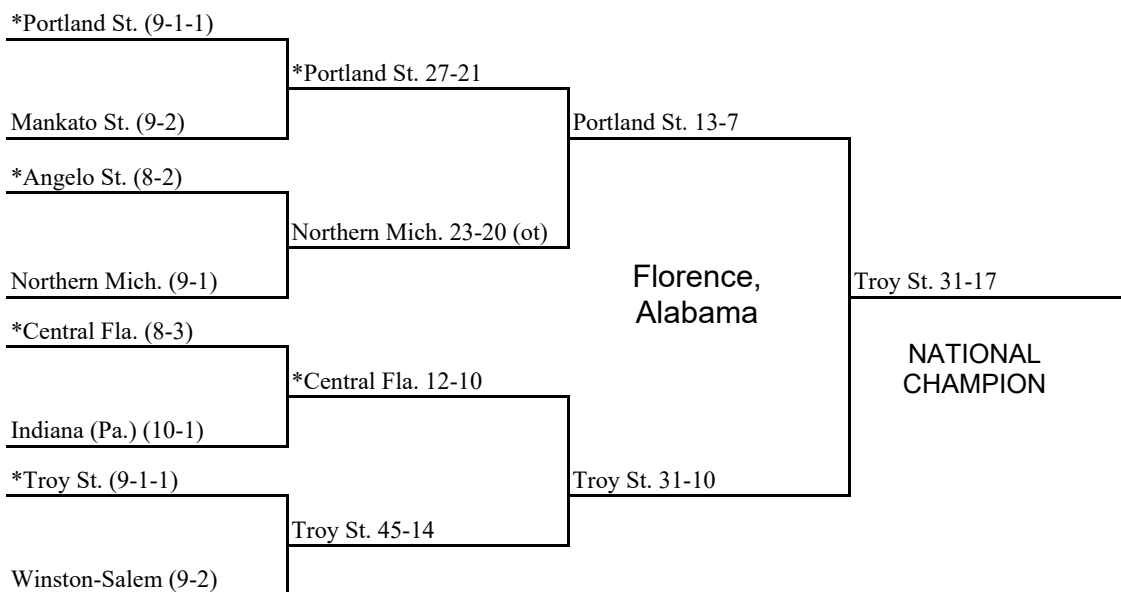 *Portland St. (9-1-1)
*Portland St. 27-21
Mankato St. (9-2)
Portland St. 13-7
*Angelo St. (8-2)
Northern Mich. 23-20 (ot)
Northern Mich. (9-1)
Florence,
Alabama
Troy St. 31-17
*Central Fla. (8-3)
NATIONAL
CHAMPION
*Central Fla. 12-10
Indiana (Pa.) (10-1)
*Troy St. (9-1-1)
Troy St. 31-10
Troy St. 45-14
Winston-Salem (9-2)